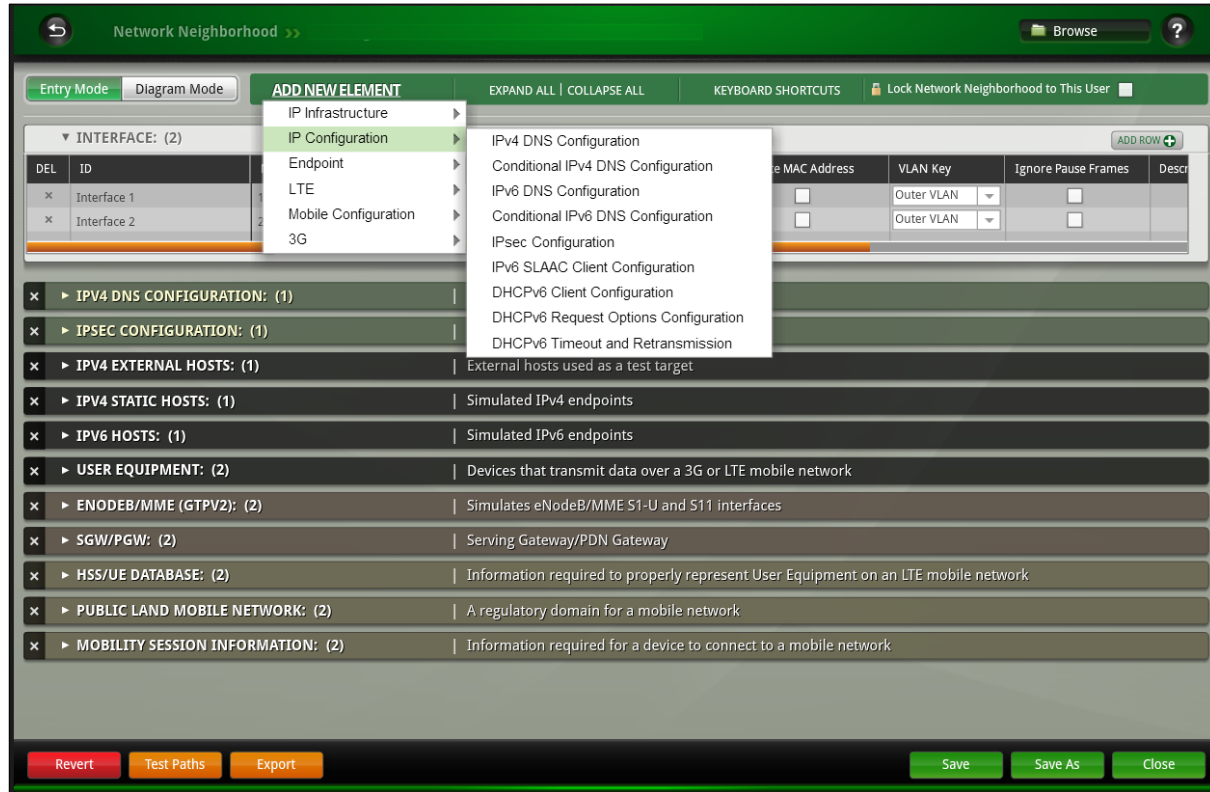 Network Neighborhood >>
Browse
?
Entry Mode
Diagram Mode
ADD NEW ELEMENT
EXPAND ALL | COLLAPSE ALL
KEYBOARD SHORTCUTS
Lock Network Neighborhood to This User
IP Infrastructure
IP Configuration
Endpoint
LTE
Mobile Configuration
3G
IPv4 DNS Configuration
Conditional IPv4 DNS Configuration
IPv6 DNS Configuration
Conditional IPv6 DNS Configuration
IPsec Configuration
IPv6 SLAAC Client Configuration
DHCPv6 Client Configuration
DHCPv6 Request Options Configuration
DHCPv6 Timeout and Retransmission
INTERFACE: (2)
ADD ROW
DEL ID MAC Address VLAN Key Ignore Pause Frames
Interface 1 1 Outer VLAN
Interface 2 2 Outer VLAN
IPV4 DNS CONFIGURATION: (1) |
IPSEC CONFIGURATION: (1) |
IPV4 EXTERNAL HOSTS: (1) | External hosts used as a test target
IPV4 STATIC HOSTS: (1) | Simulated IPv4 endpoints
IPV6 HOSTS: (1) | Simulated IPv6 endpoints
USER EQUIPMENT: (2) | Devices that transmit data over a 3G or LTE mobile network
ENODEB/MME (GTPV2): (2) | Simulates eNodeB/MME S1-U and S11 interfaces
SGW/PGW: (2) | Serving Gateway/PDN Gateway
HSS/UE DATABASE: (2) | Information required to properly represent User Equipment on an LTE mobile network
PUBLIC LAND MOBILE NETWORK: (2) | A regulatory domain for a mobile network
MOBILITY SESSION INFORMATION: (2) | Information required for a device to connect to a mobile network
Revert
Test Paths
Export
Save
Save As
Close